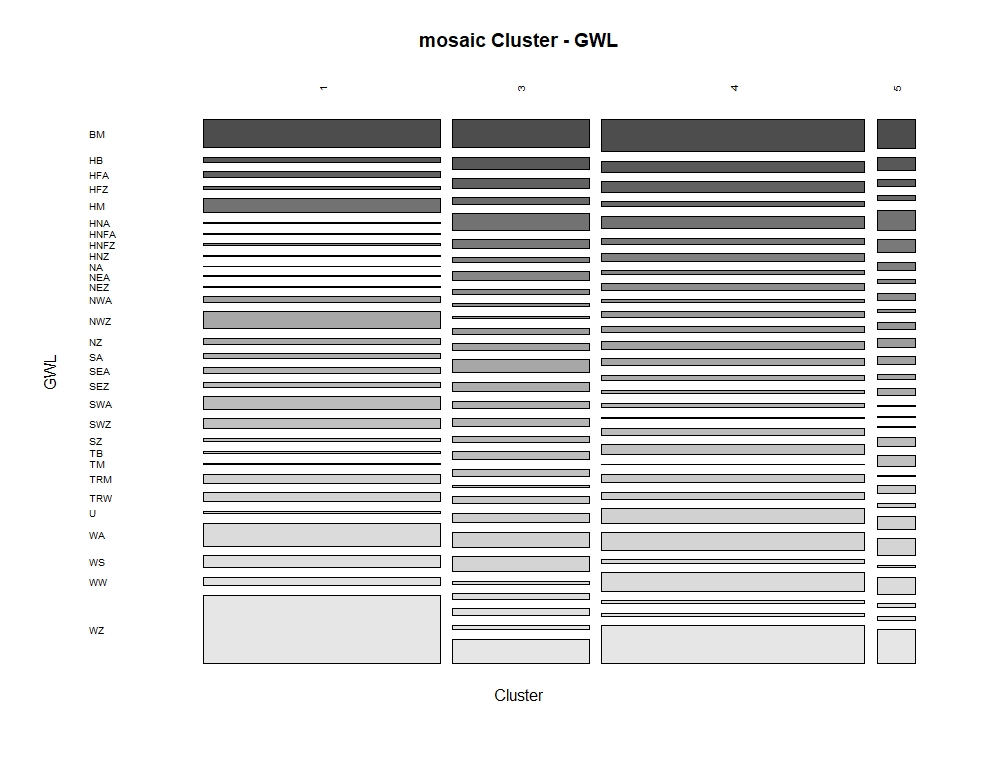 mosaic Cluster - GWL
1
3
4
5
BM
HB
HFA
HFZ
HM
HNA
HNFA
HNFZ
HNZ
NA
NEA
NEZ
NWA
NWZ
NZ
SA
SEA
SEZ
SWA
SWZ
SZ
TB
TM
TRM
TRW
U
WA
WS
WW
WZ
GWL
Cluster